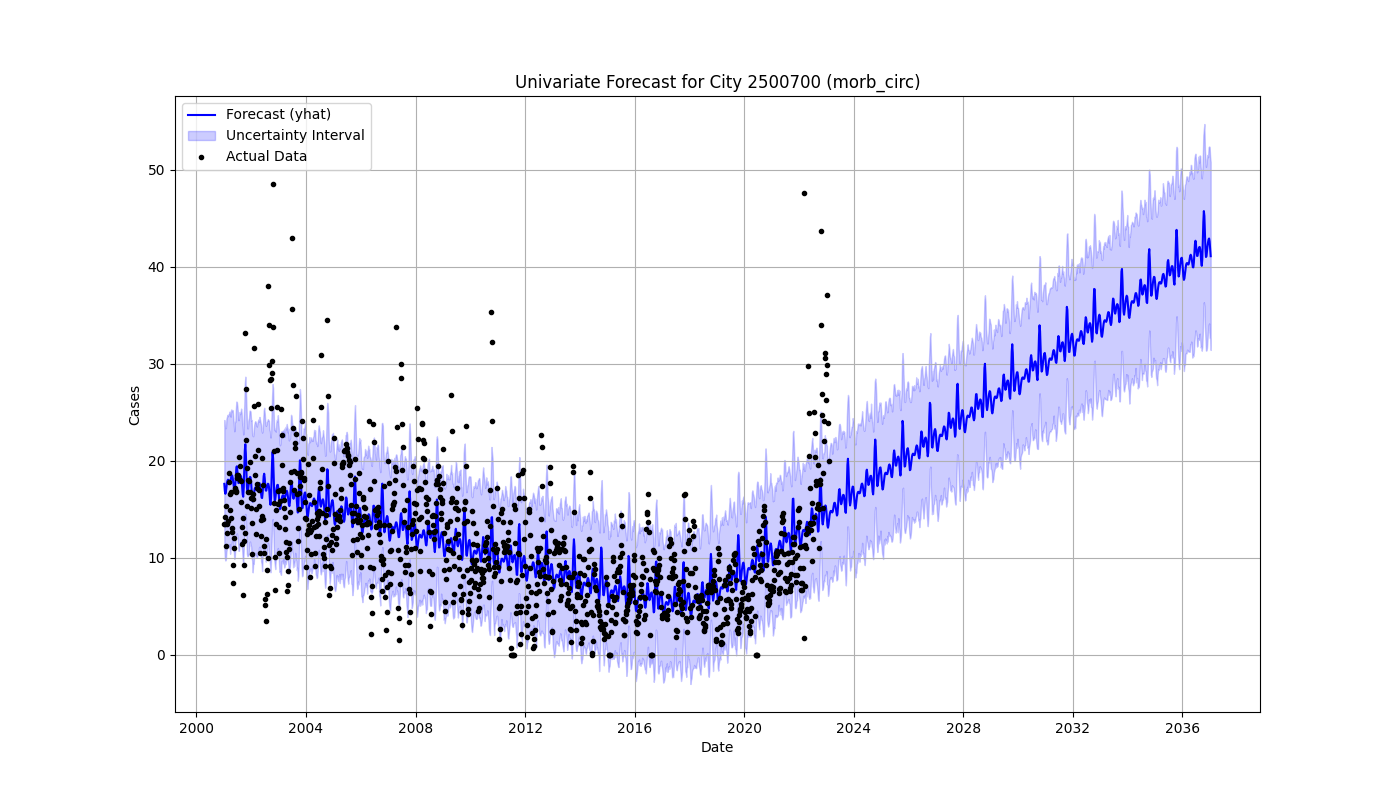 Univariate Forecast for City 2500700 (morb_circ)
Forecast (yhat)
Uncertainty Interval
Actual Data
50
40
30
20
10
0
Cases
2000 2004 2008 2012 2016 2020 2024 2028 2032 2036
Date